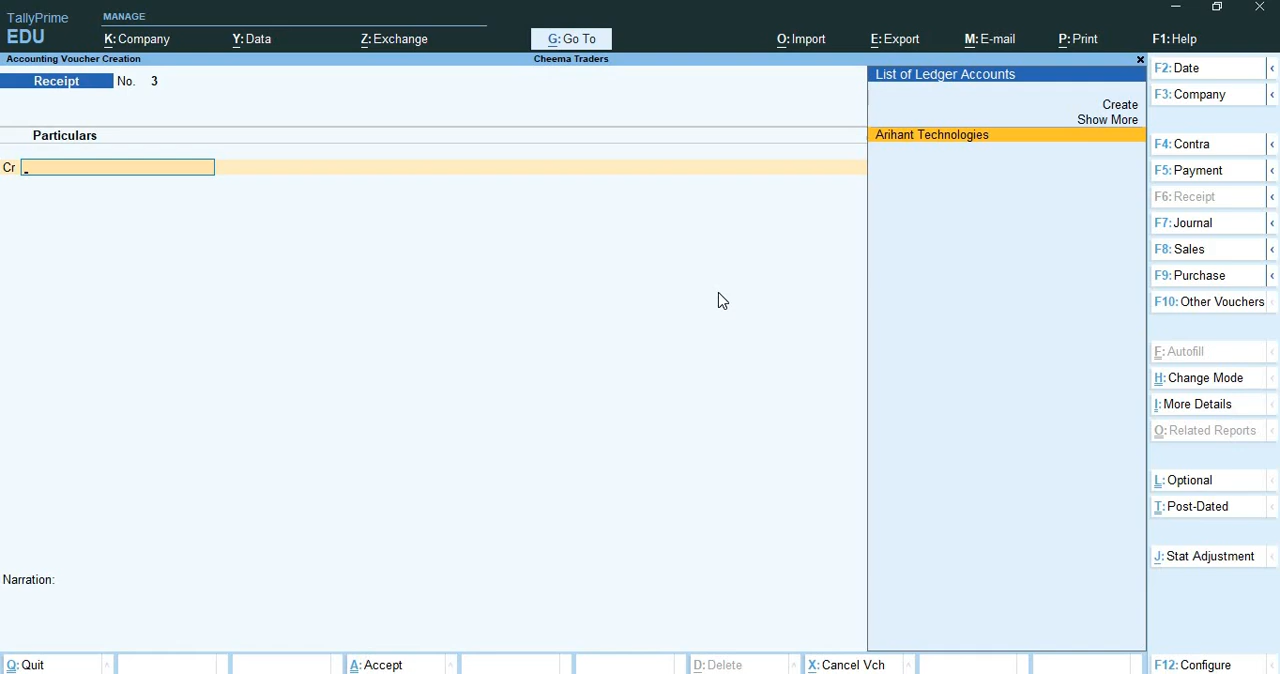 TallyPrime
EDU
MANAGE
K: Company
Y: Data
Z: Exchange
G: Go To
O: Import
E: Export
M: E-mail
P: Print
F1: Help
Accounting Voucher Creation
Cheema Traders
Receipt No. 3
Particulars
Cr
Narration:
List of Ledger Accounts
Create
Show More
Arihant Technologies
F2: Date
F3: Company
F4: Contra
F5: Payment
F6: Receipt
F7: Journal
F8: Sales
F9: Purchase
F10: Other Vouchers
F: Autofill
H: Change Mode
I: More Details
O: Related Reports
L: Optional
T: Post-Dated
J: Stat Adjustment
Q: Quit
A: Accept
D: Delete
X: Cancel Vch
F12: Configure